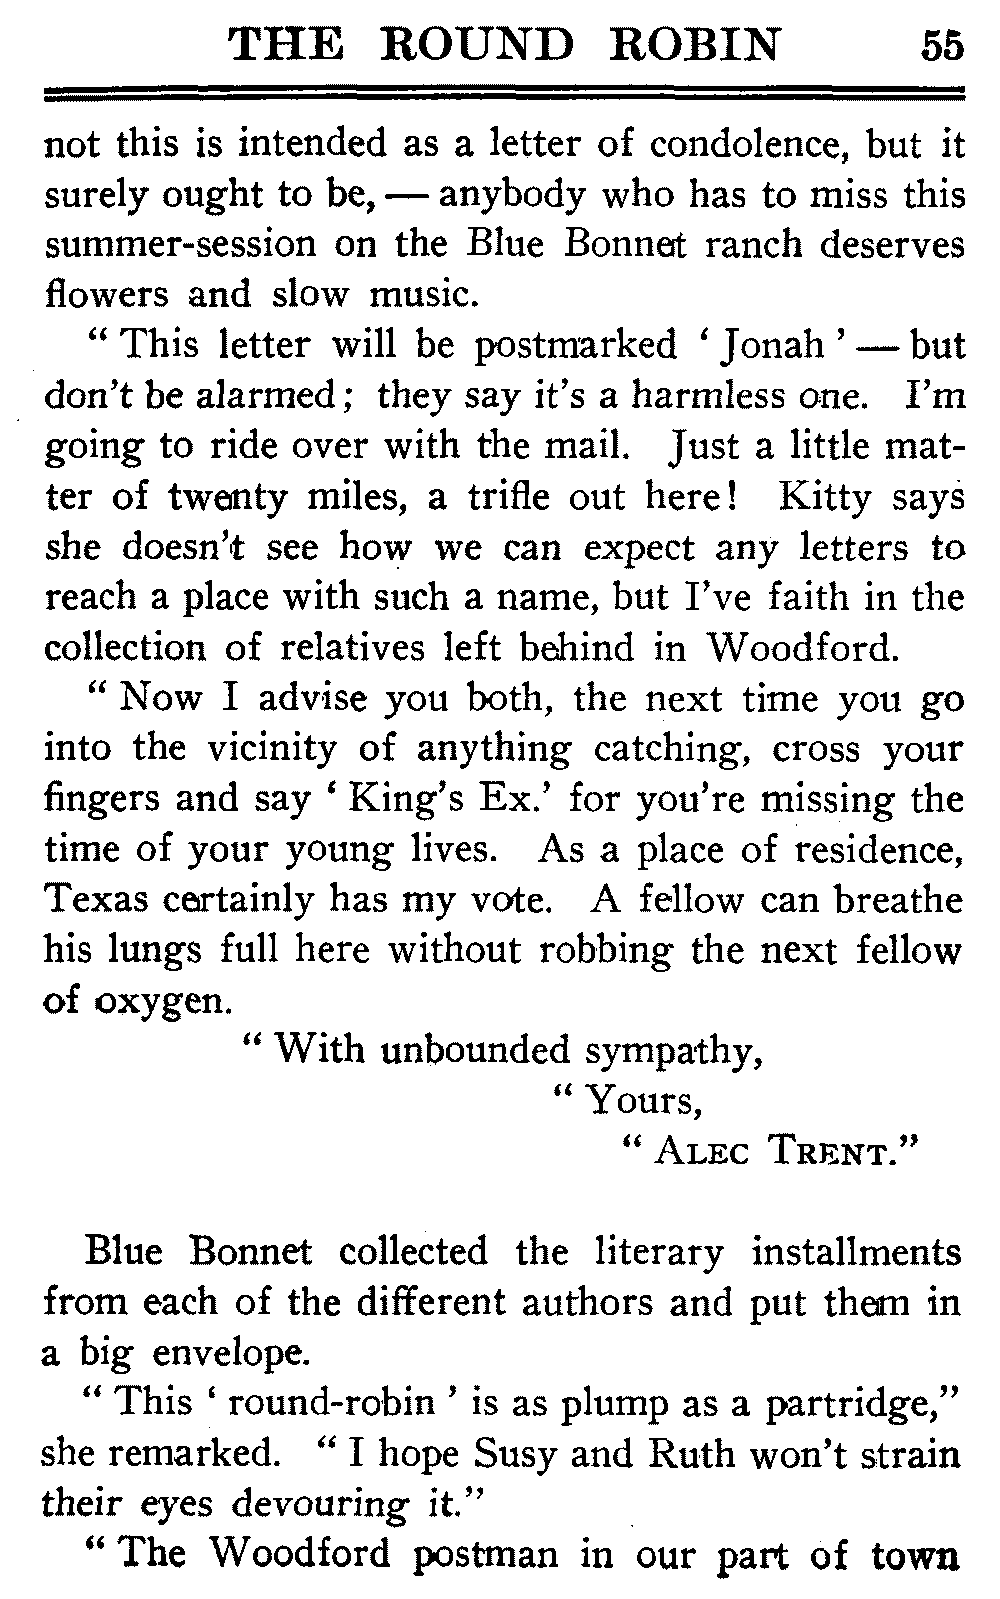 THE ROUND ROBIN 55
not this is intended as a letter of condolence, but it
surely ought to be, — anybody who has to miss this
summer-session on the Blue Bonnet ranch deserves
flowers and slow music.
“ This letter will be postmarked ‘ Jonah ’ — but
don't be alarmed; they say it's a harmless one. I'm
going to ride over with the mail. Just a little mat-
ter of twenty miles, a trifle out here! Kitty says
she doesn't see how we can expect any letters to
reach a place with such a name, but I've faith in the
collection of relatives left behind in Woodford.
“ Now I advise you both, the next time you go
into the vicinity of anything catching, cross your
fingers and say ‘ King's Ex.’ for you're missing the
time of your young lives. As a place of residence,
Texas certainly has my vote. A fellow can breathe
his lungs full here without robbing the next fellow
of oxygen.
“ With unbounded sympathy,
“ Yours,
“ ALEC TRENT.”
Blue Bonnet collected the literary installments
from each of the different authors and put them in
a big envelope.
“ This ‘ round-robin ’ is as plump as a partridge,”
she remarked. “ I hope Susy and Ruth won't strain
their eyes devouring it.”
“ The Woodford postman in our part of town